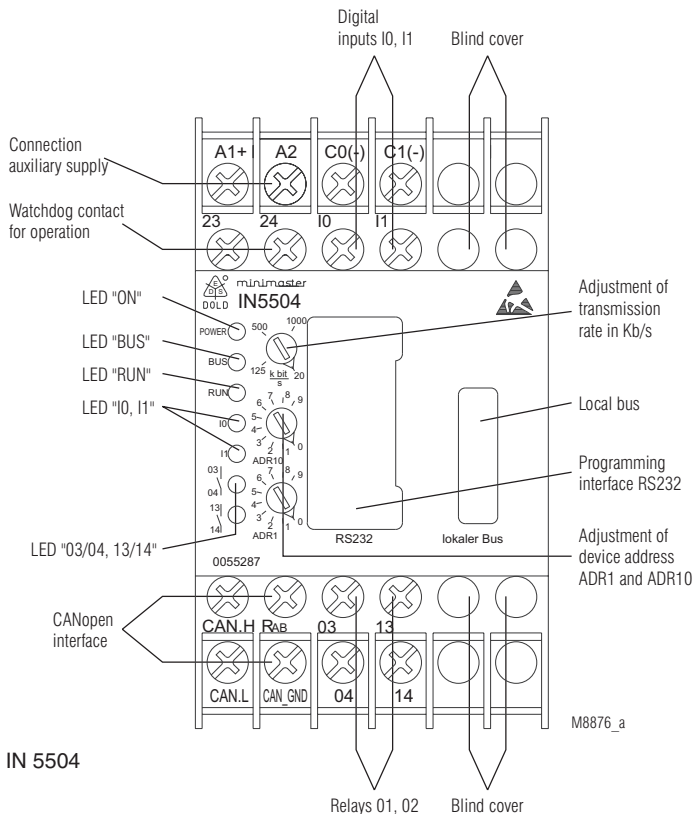 Digital
inputs I0, I1
Blind cover
Connection
auxiliary supply
A1+
A2
C0(-)
C1(-)
Watchdog contact
for operation
23
24
I0
I1
E
D S
DOLD
minimaster
IN5504
LED "ON"
POWER
500
1000
125
20
k bit
s
Adjustment of
transmission
rate in Kb/s
LED "BUS"
BUS
LED "RUN"
RUN
LED "I0, I1"
I0
I1
7 8
6 9
5
4
3 0
2 1
ADR10
Local bus
03
04
13
14
7 8
6 9
5
4
3 0
2 1
ADR1
Programming
interface RS232
RS232
lokaler Bus
LED "03/04, 13/14"
0055287
Adjustment of
device address
ADR1 and ADR10
CANopen
interface
CAN.H
RAB
03
13
CAN.L
CAN_GND
04
14
M8876_a
IN 5504
Relays 01, 02
Blind cover